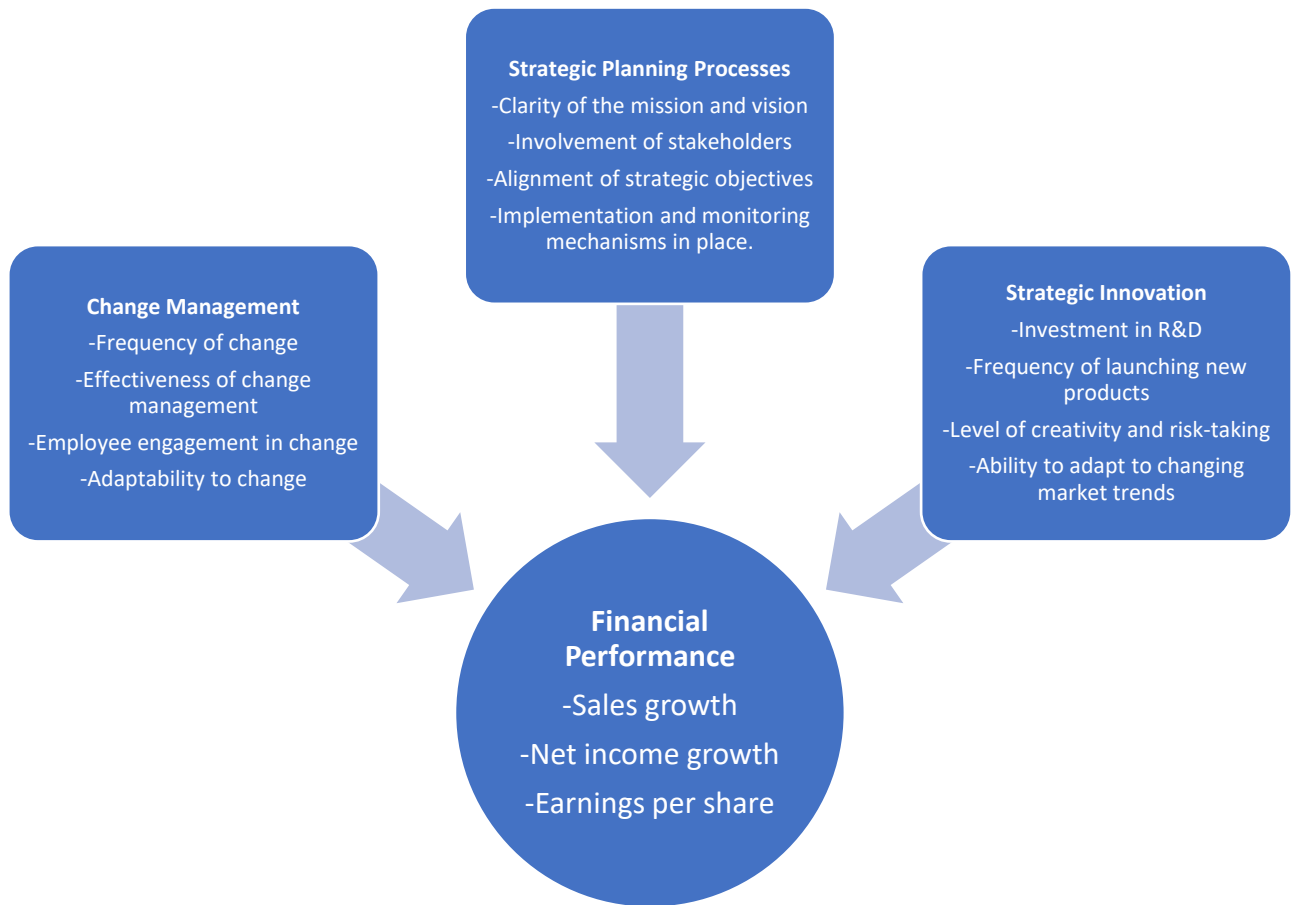 Strategic Planning Processes
-Clarity of the mission and vision
-Involvement of stakeholders
-Alignment of strategic objectives
-Implementation and monitoring
mechanisms in place.
Change Management
-Frequency of change
-Effectiveness of change
management
-Employee engagement in change
-Adaptability to change
Strategic Innovation
-Investment in R&D
-Frequency of launching new
products
-Level of creativity and risk-taking
-Ability to adapt to changing
market trends
Financial
Performance
-Sales growth
-Net income growth
-Earnings per share